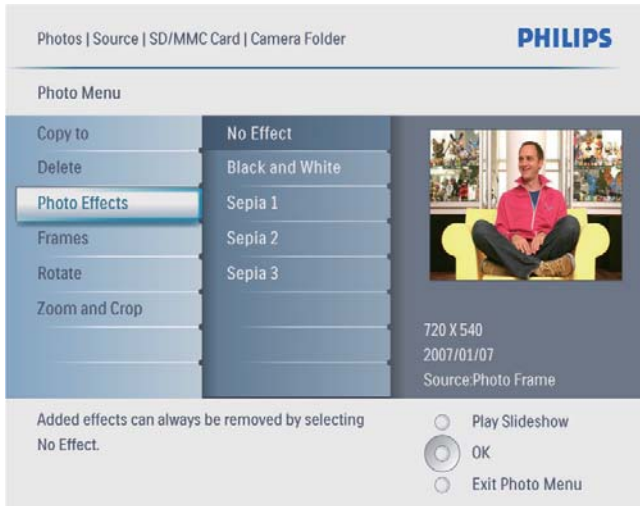 Photos | Source | SD/MMC Card | Camera Folder
PHILIPS
Photo Menu
Copy to
Delete
Photo Effects
Frames
Rotate
Zoom and Crop
No Effect
Black and White
Sepia 1
Sepia 2
Sepia 3
720 X 540
2007/01/07
Source:Photo Frame
Added effects can always be removed by selecting
No Effect.
Play Slideshow
OK
Exit Photo Menu